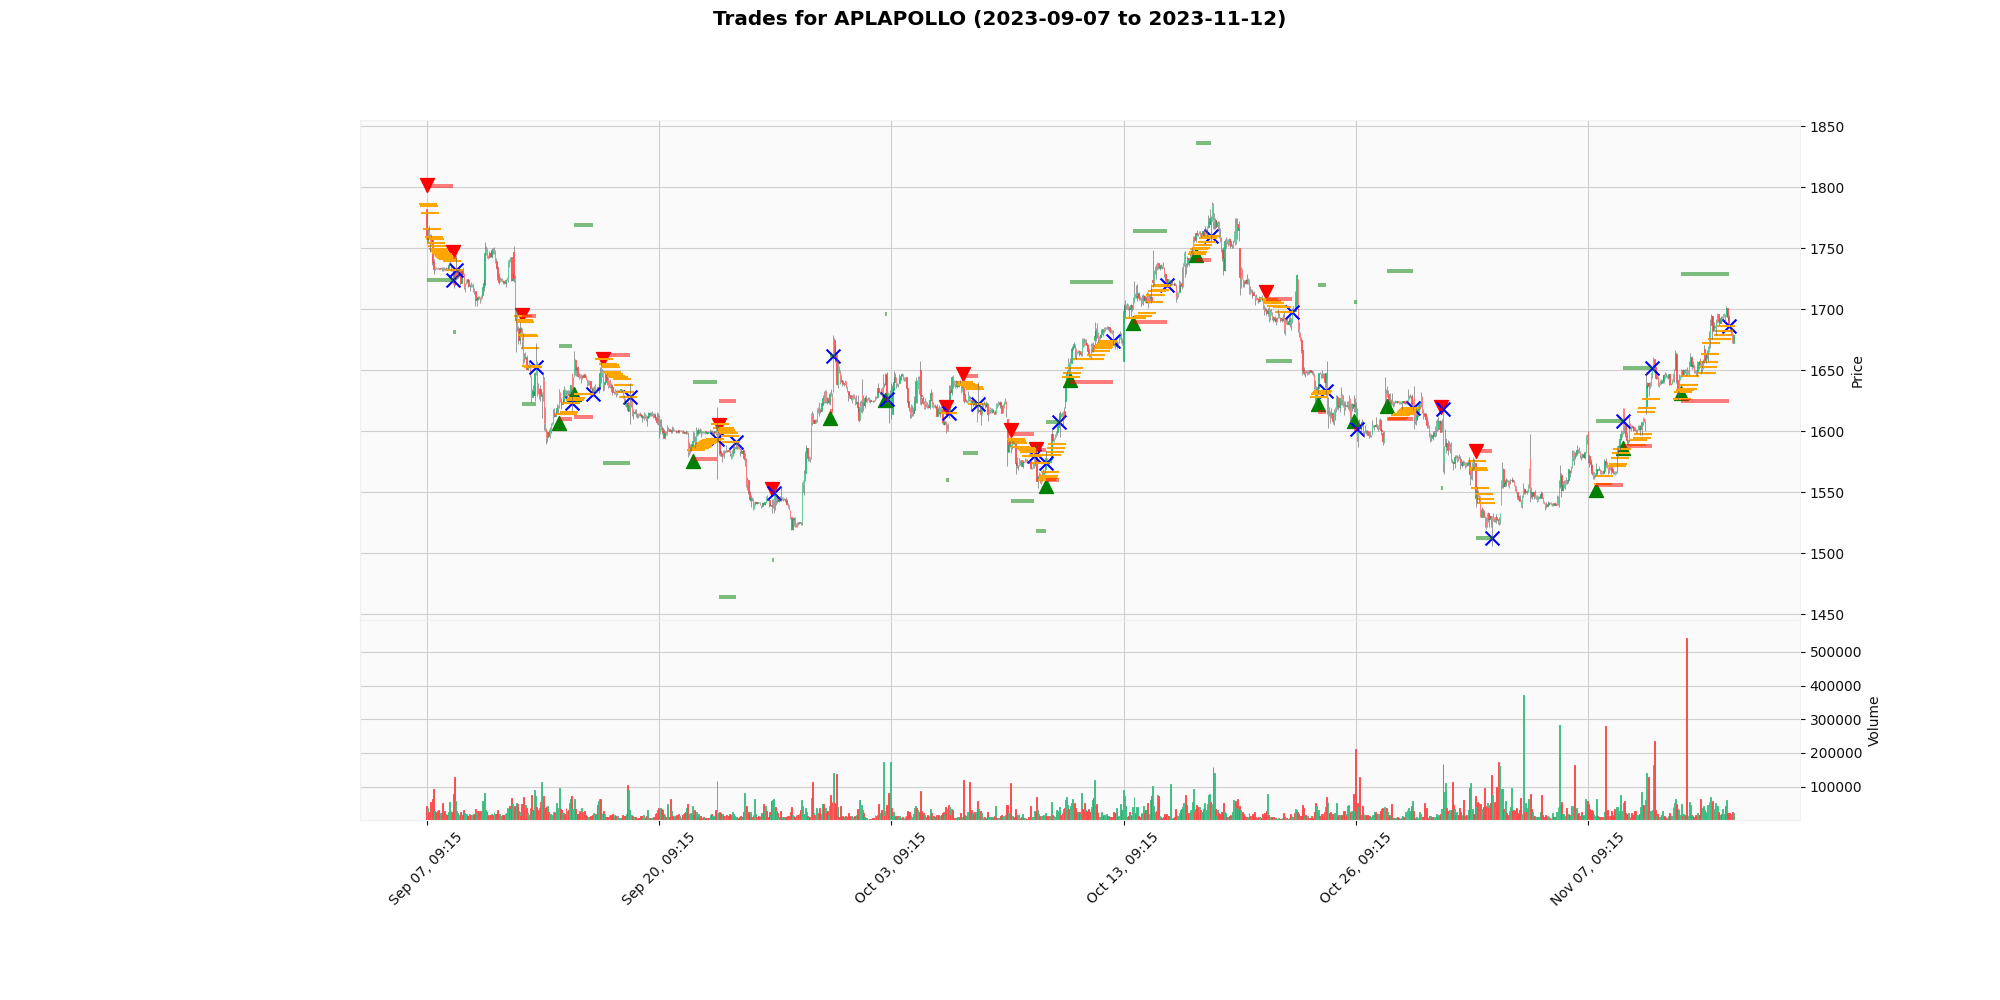 Trades for APLAPOLLO (2023-09-07 to 2023-11-12)
1850
1800
1750
1700
1650
1600
1550
1500
1450
Price
500000
400000
300000
200000
100000
Volume
Sep 07, 09:15
Sep 20, 09:15
Oct 03, 09:15
Oct 13, 09:15
Oct 26, 09:15
Nov 07, 09:15